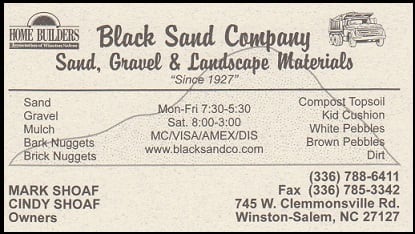 HOME BUILDERS
Association of Winston-Salem
Black Sand Company
Sand, Gravel & Landscape Materials
"Since 1927"
Sand
Gravel
Mulch
Bark Nuggets
Brick Nuggets
Mon-Fri 7:30-5:30
Sat. 8:00-3:00
MC/VISA/AMEX/DIS
www.blacksandco.com
Compost Topsoil
Kid Cushion
White Pebbles
Brown Pebbles
Dirt
MARK SHOAF
CINDY SHOAF
Owners
(336) 788-6411
Fax (336) 785-3342
745 W. Clemmonsville Rd.
Winston-Salem, NC 27127